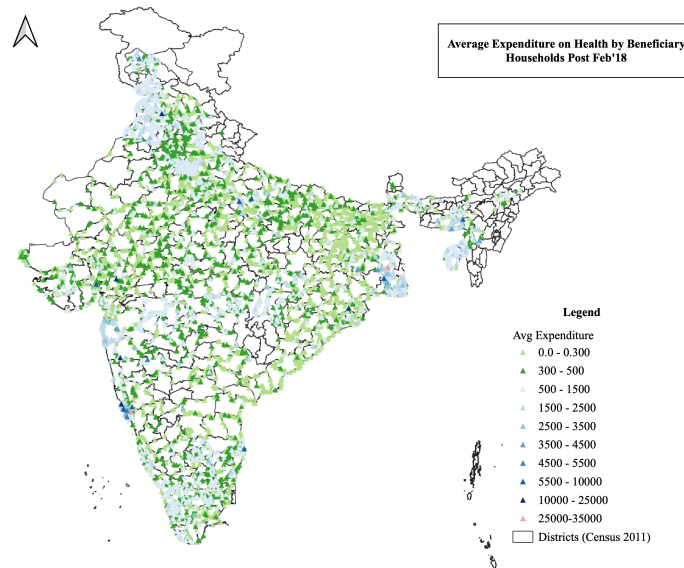 Average Expenditure on Health by Beneficiary
Households Post Feb'18
Legend
Avg Expenditure
0.0 - 0.300
300 - 500
500 - 1500
1500 - 2500
2500 - 3500
3500 - 4500
4500 - 5500
5500 - 10000
10000 - 25000
25000-35000
Districts (Census 2011)